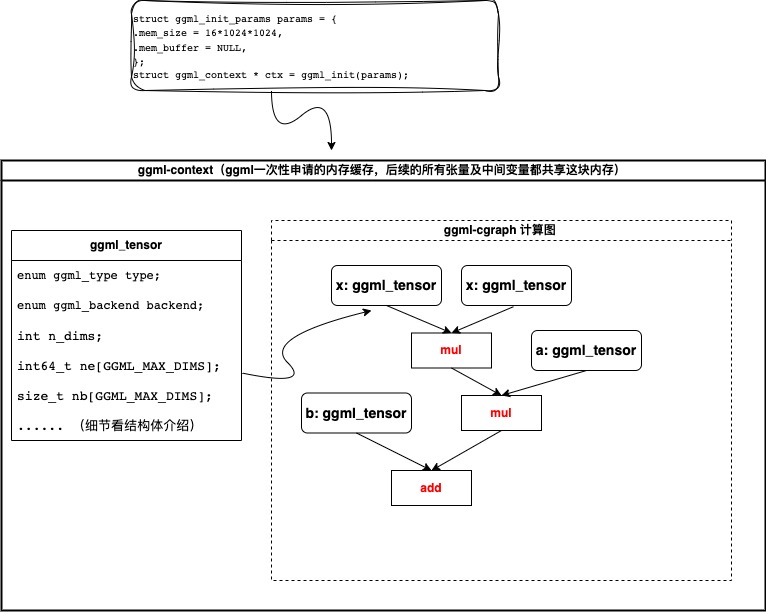 struct ggml_init_params params = {
.mem_size = 16*1024*1024,
.mem_buffer = NULL,
};
struct ggml_context * ctx = ggml_init(params);
ggml-context（ggml一次性申请的内存缓存，后续的所有张量及中间变量都共享这块内存）
ggml_tensor
enum ggml_type type;
enum ggml_backend backend;
int n_dims;
int64_t ne[GGML_MAX_DIMS];
size_t nb[GGML_MAX_DIMS];
...... （细节看结构体介绍）
ggml-cgraph 计算图
x: ggml_tensor
x: ggml_tensor
mul
a: ggml_tensor
mul
b: ggml_tensor
add